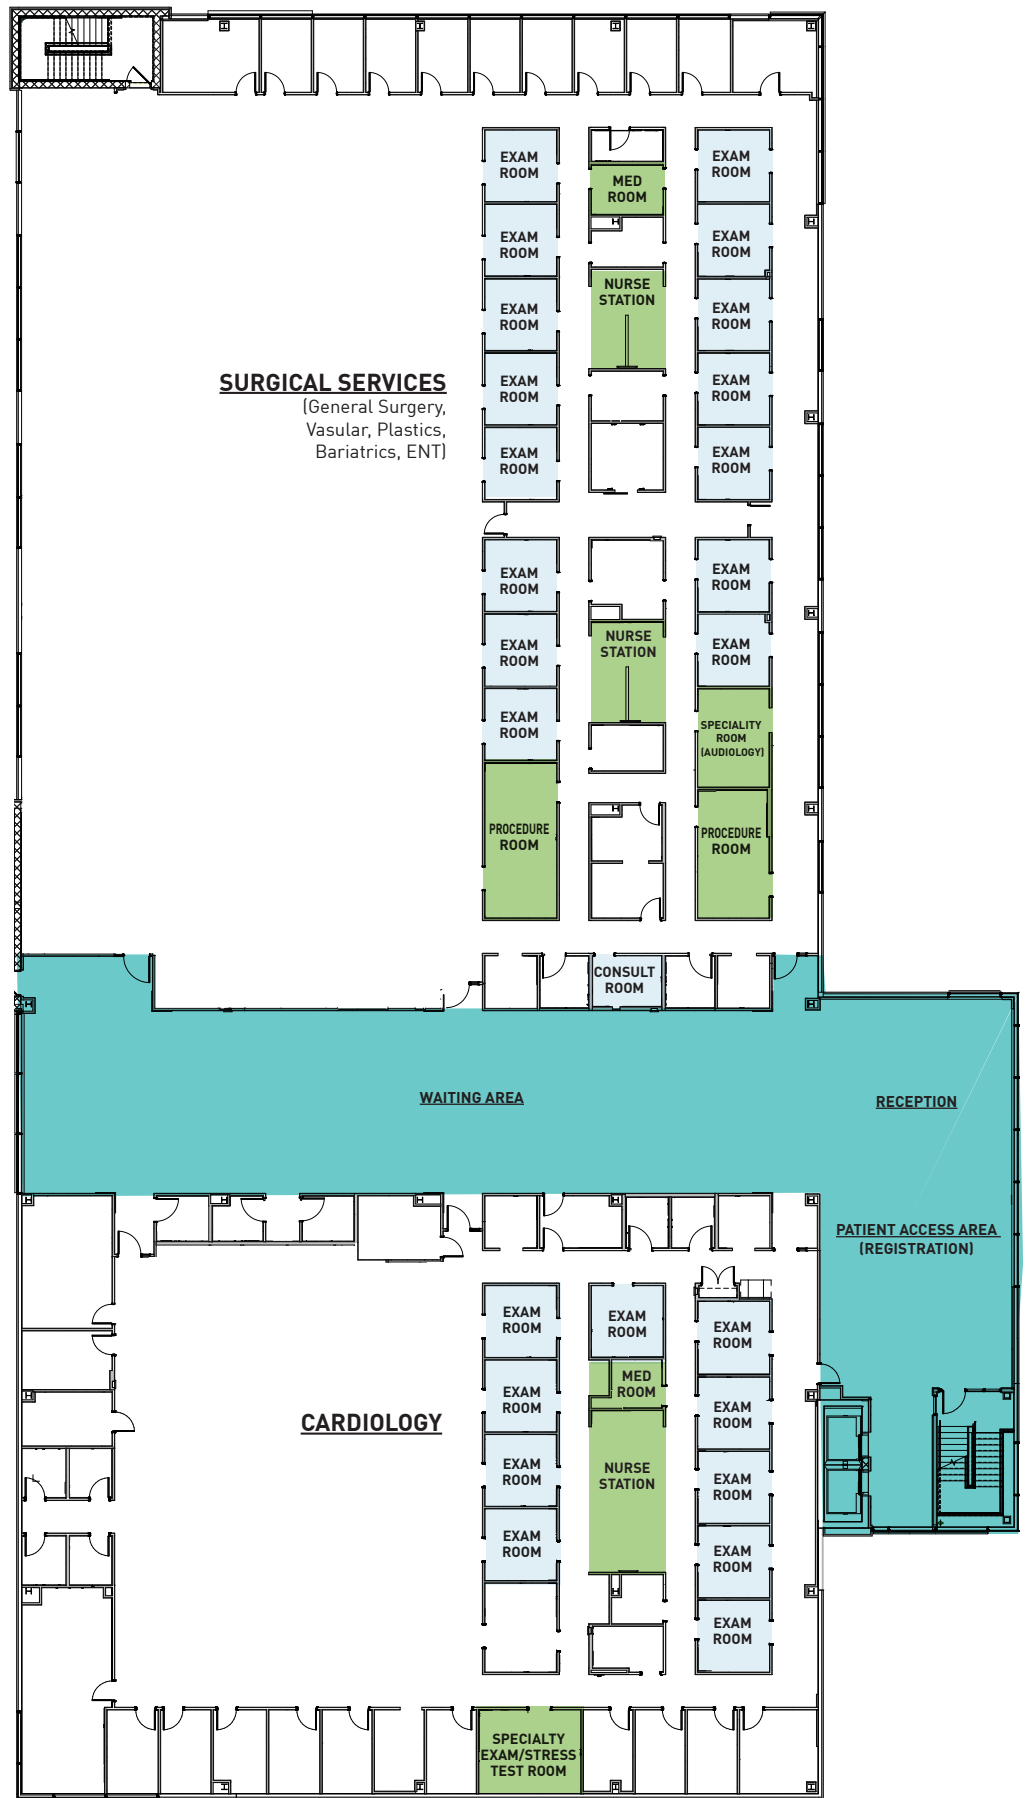 EXAM
ROOM
MED
ROOM
EXAM
ROOM
EXAM
ROOM
EXAM
ROOM
EXAM
ROOM
NURSE
STATION
EXAM
ROOM
SURGICAL SERVICES
(General Surgery,
Vasular, Plastics,
Bariatrics, ENT)
EXAM
ROOM
EXAM
ROOM
EXAM
ROOM
EXAM
ROOM
EXAM
ROOM
EXAM
ROOM
EXAM
ROOM
NURSE
STATION
EXAM
ROOM
EXAM
ROOM
SPECIALITY
ROOM
(AUDIOLOGY)
PROCEDURE
ROOM
PROCEDURE
ROOM
CONSULT
ROOM
WAITING AREA
RECEPTION
PATIENT ACCESS AREA
(REGISTRATION)
EXAM
ROOM
EXAM
ROOM
EXAM
ROOM
EXAM
ROOM
MED
ROOM
EXAM
ROOM
CARDIOLOGY
EXAM
ROOM
NURSE
STATION
EXAM
ROOM
EXAM
ROOM
EXAM
ROOM
EXAM
ROOM
SPECIALTY
EXAM/STRESS
TEST ROOM